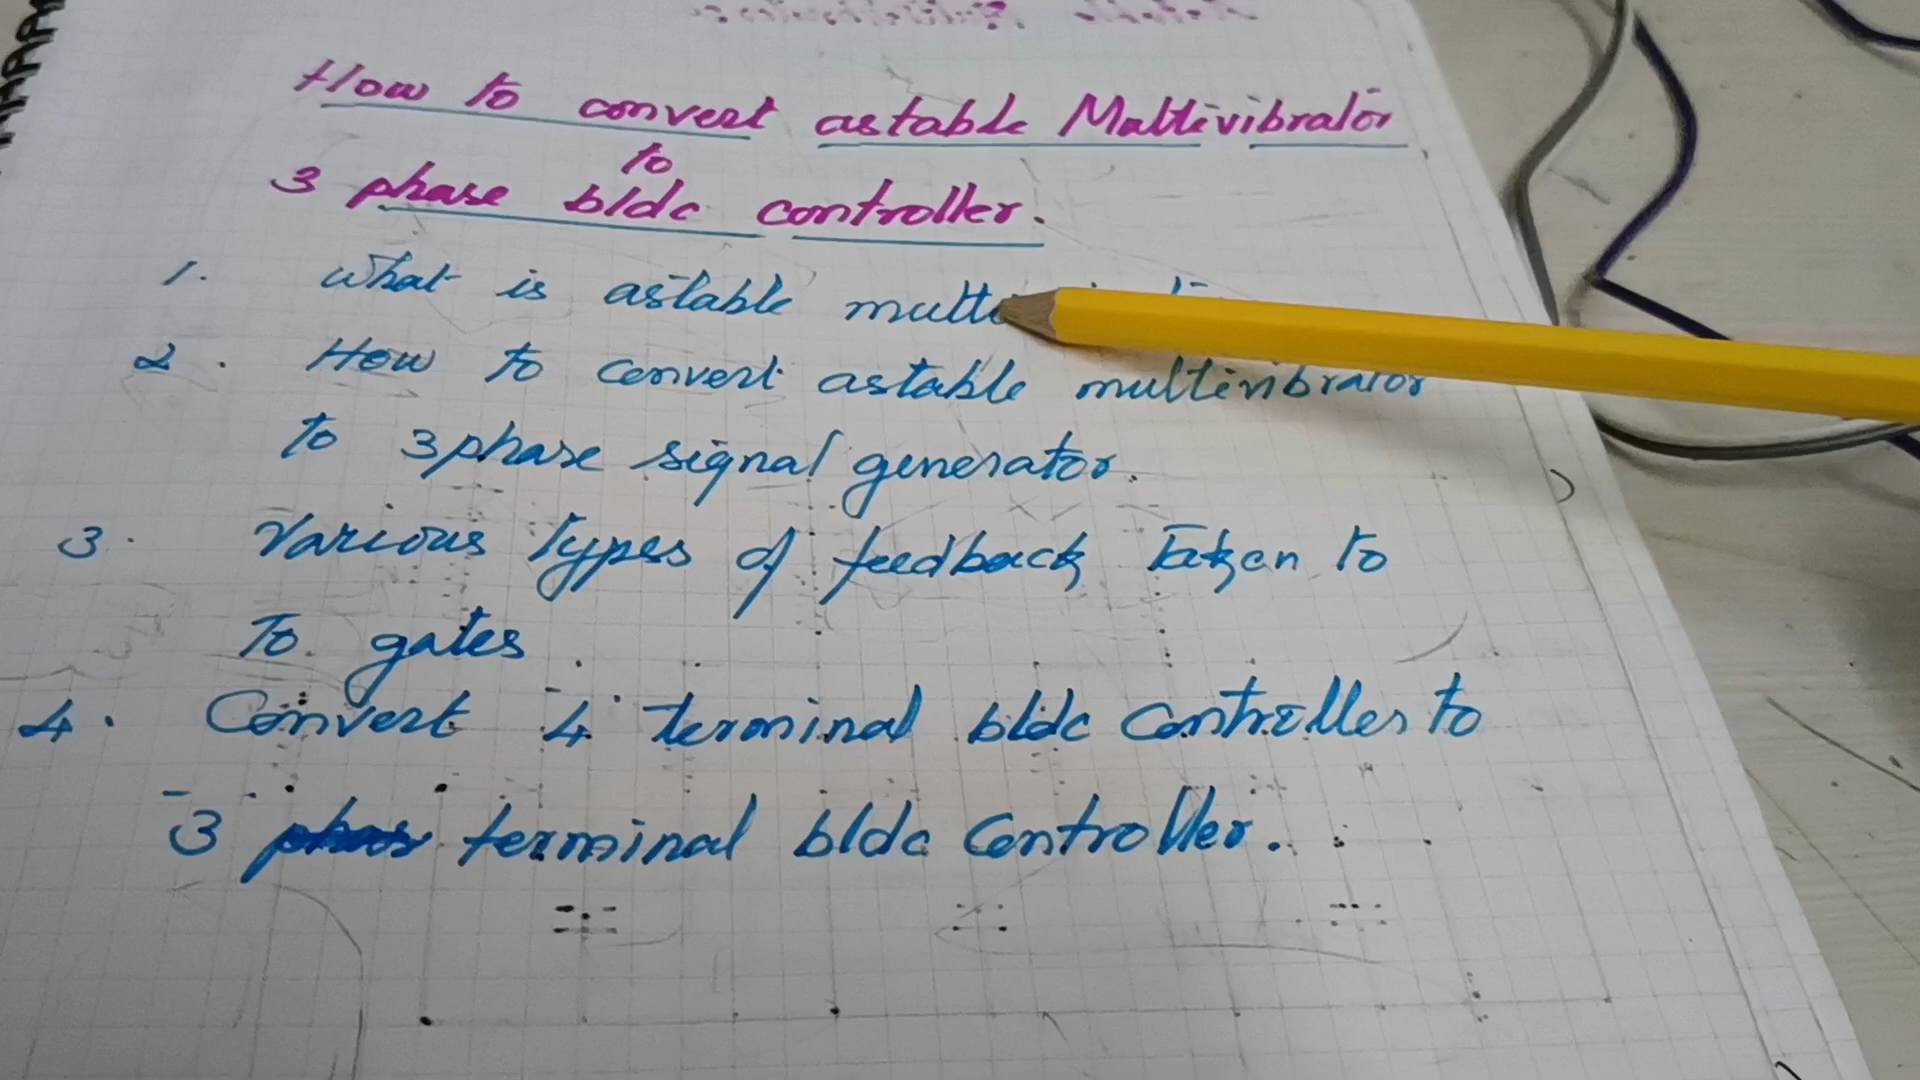 How to convert astable Multivibrator
to
3 phase bldc controller.
1. What is astable multi
2. How to convert astable multivibrator
to 3phase signal generator.
3. Various Types of feedback Taken to
To gates.
4. Convert "4" terminal bldc Controller to
"3" terminal bldc Controller.